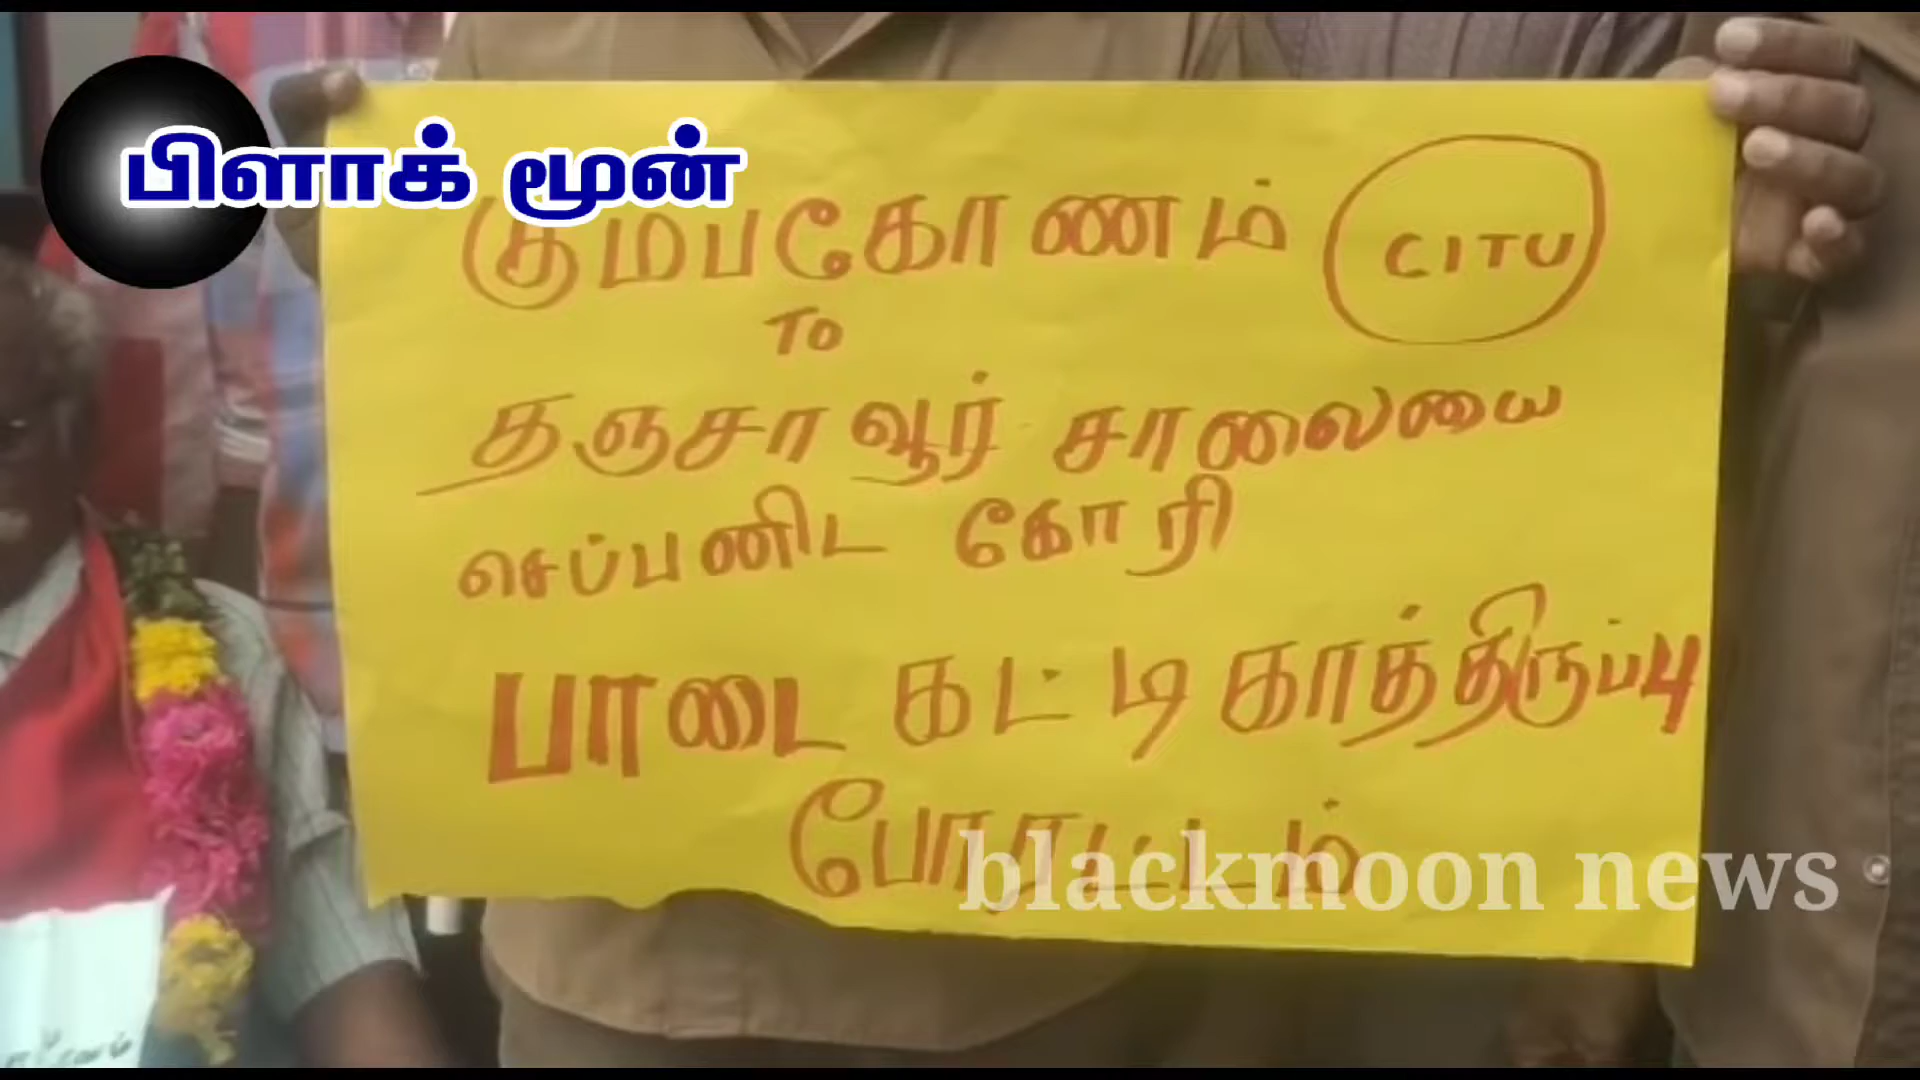 பிளாக் மூன்
கும்பகோணம்
CITU
To
தஞ்சாவூர் சாலையை
செப்பனிட கோரி
பாடை கட்டி காத்திருப்பு
போராட்டம்
blackmoon news